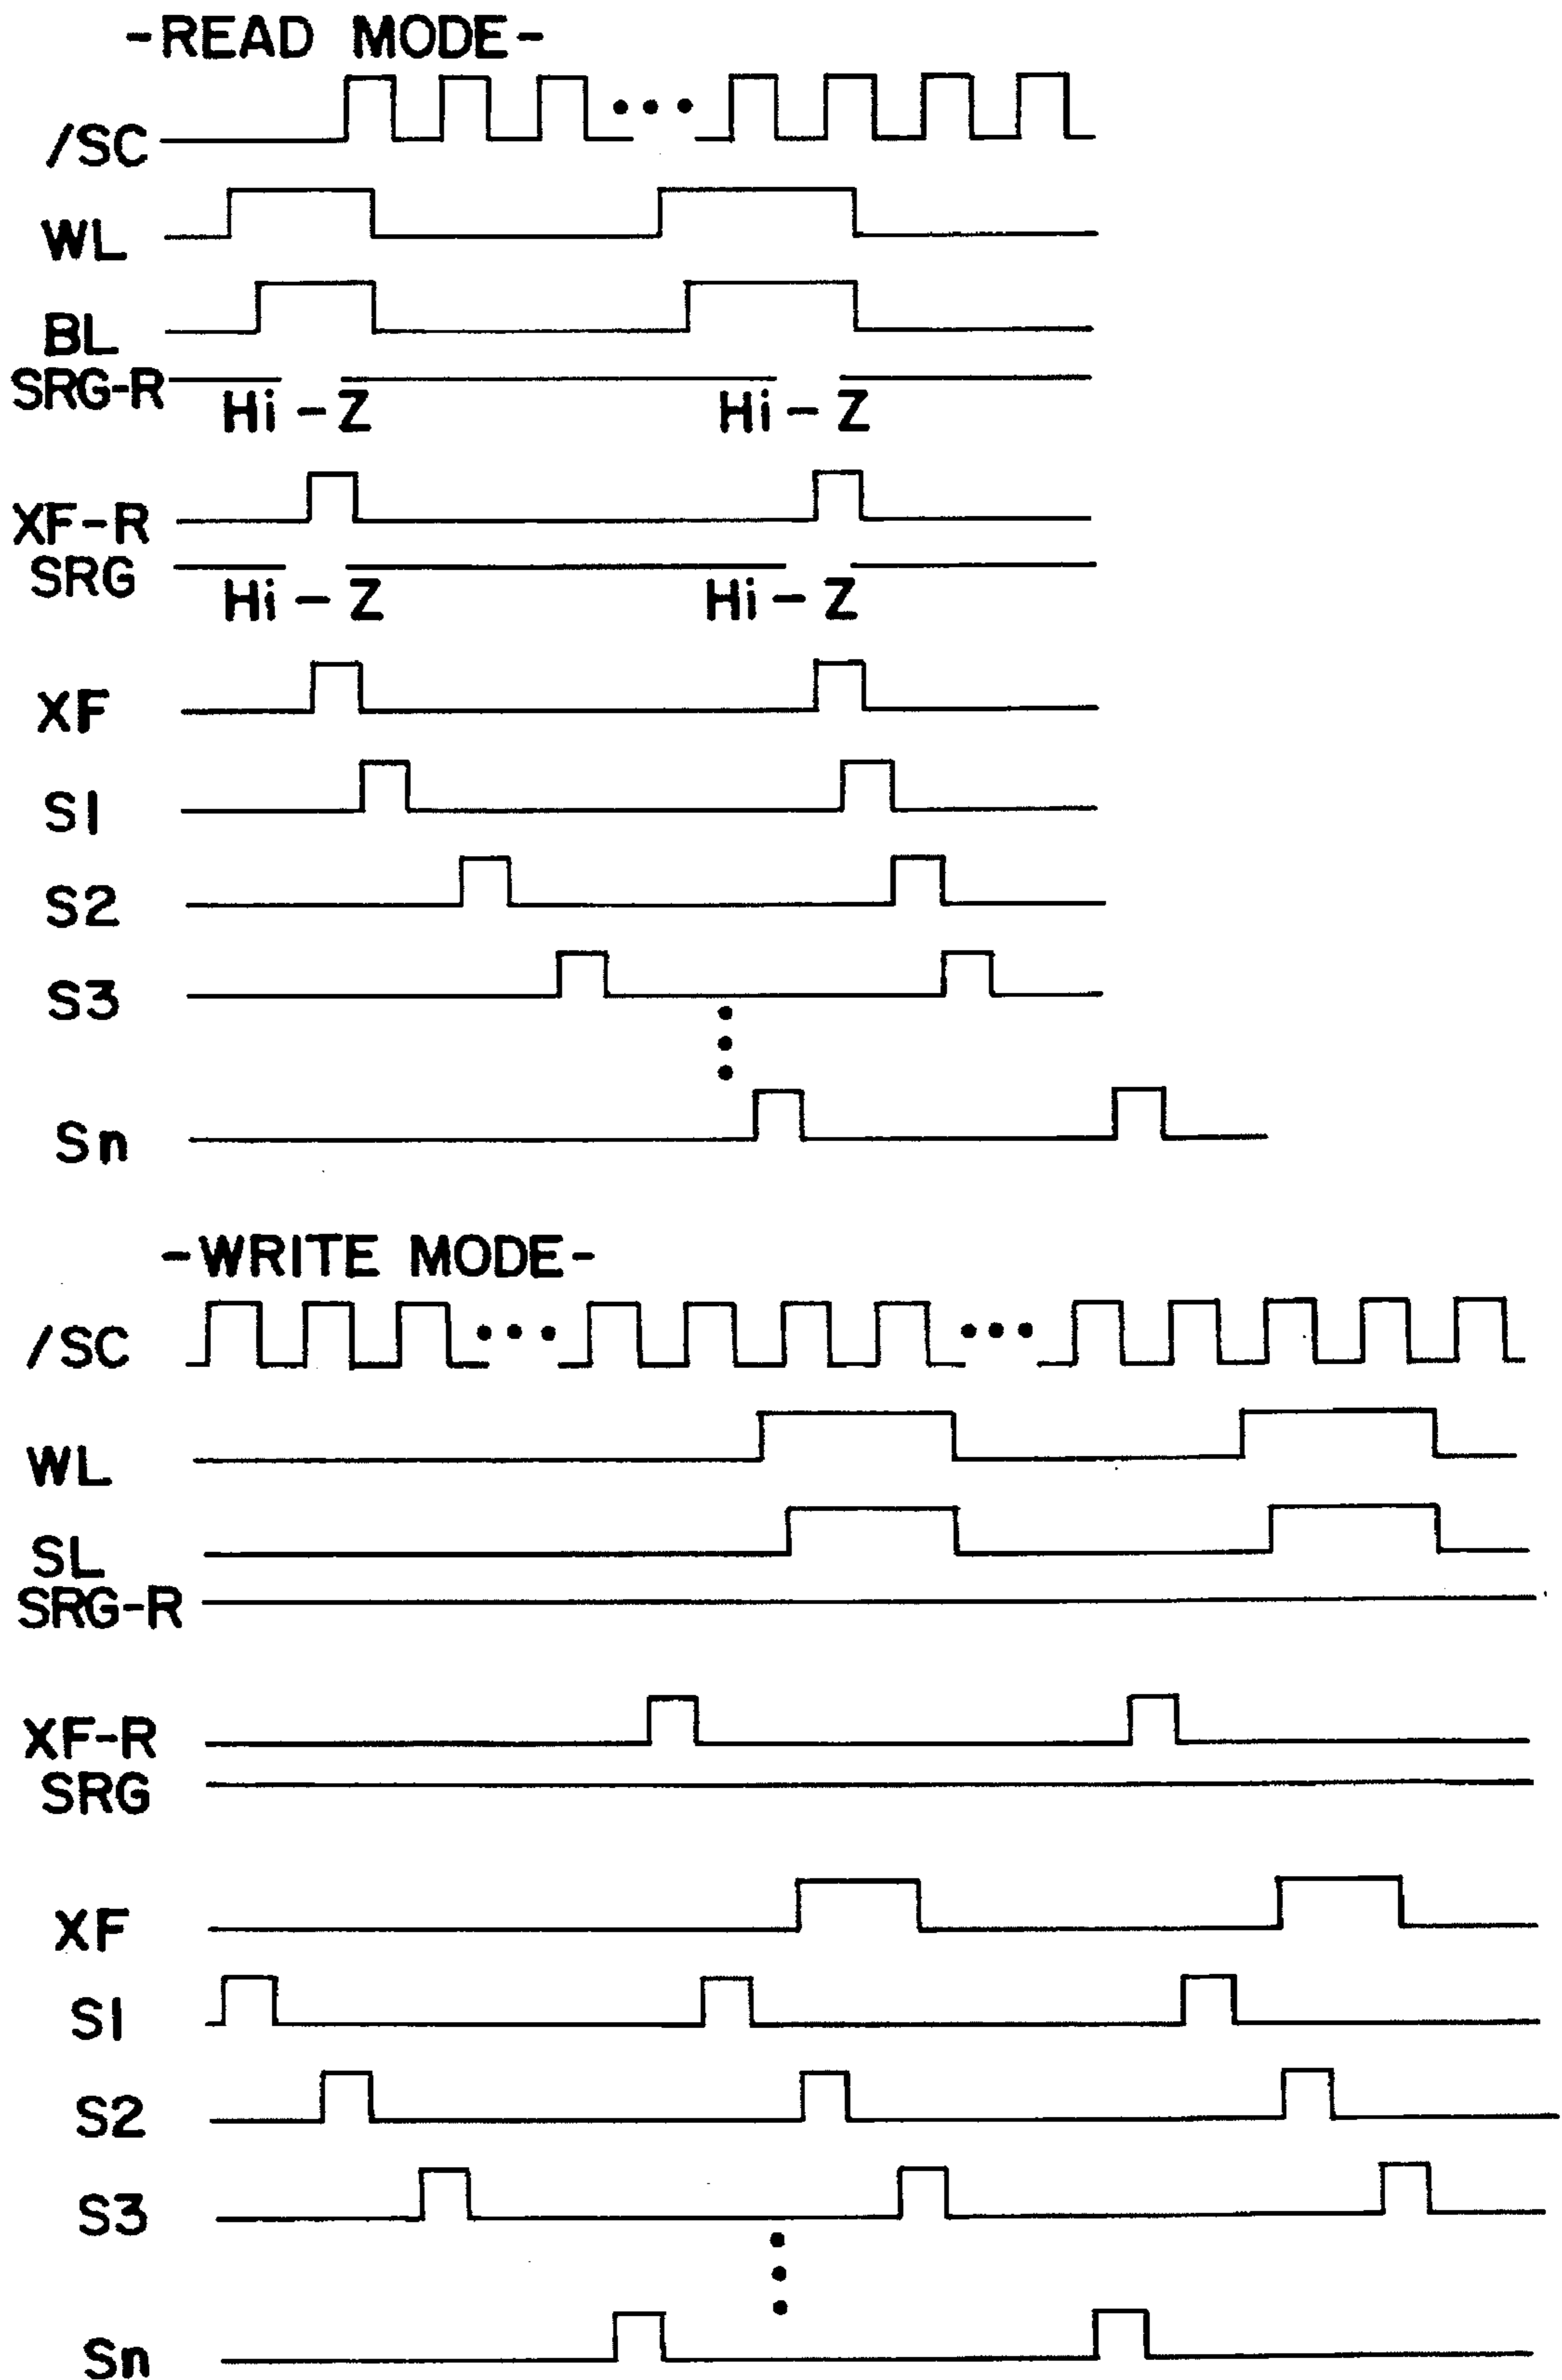 -READ MODE-
/SC
WL
BL
SRG-R
Hi-Z Hi-Z
XF-R
SRG
Hi-Z Hi-Z
XF
S1
S2
S3
Sn
-WRITE MODE-
/SC
WL
SL
SRG-R
XF-R
SRG
XF
S1
S2
S3
Sn